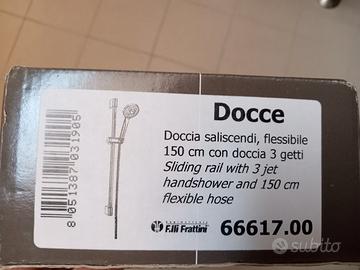 Docce
Doccia saliscendi, flessibile
150 cm con doccia 3 getti
Sliding rail with 3 jet
handshower and 150 cm
flexible hose
F.lli Frattini
66617.00
8 051387 031905
subito